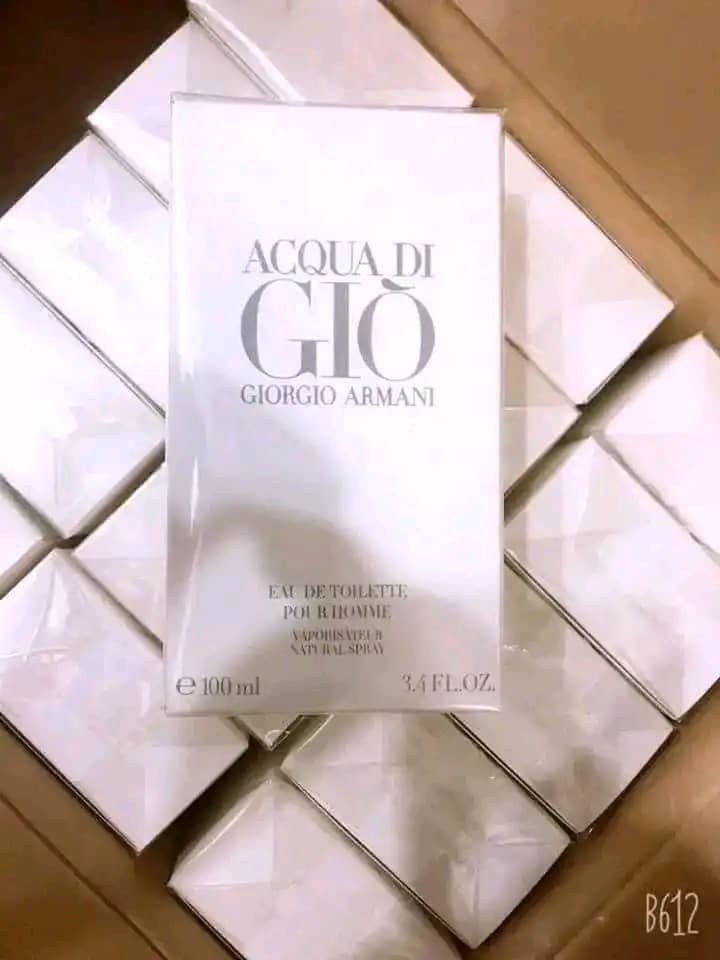 ACQUA DI
GIÒ
GIORGIO ARMANI
EAU DE TOILETTE
POUR HOMME
VAPORISATEUR
NATURAL SPRAY
e 100 ml
3.4 FL.OZ.
B612